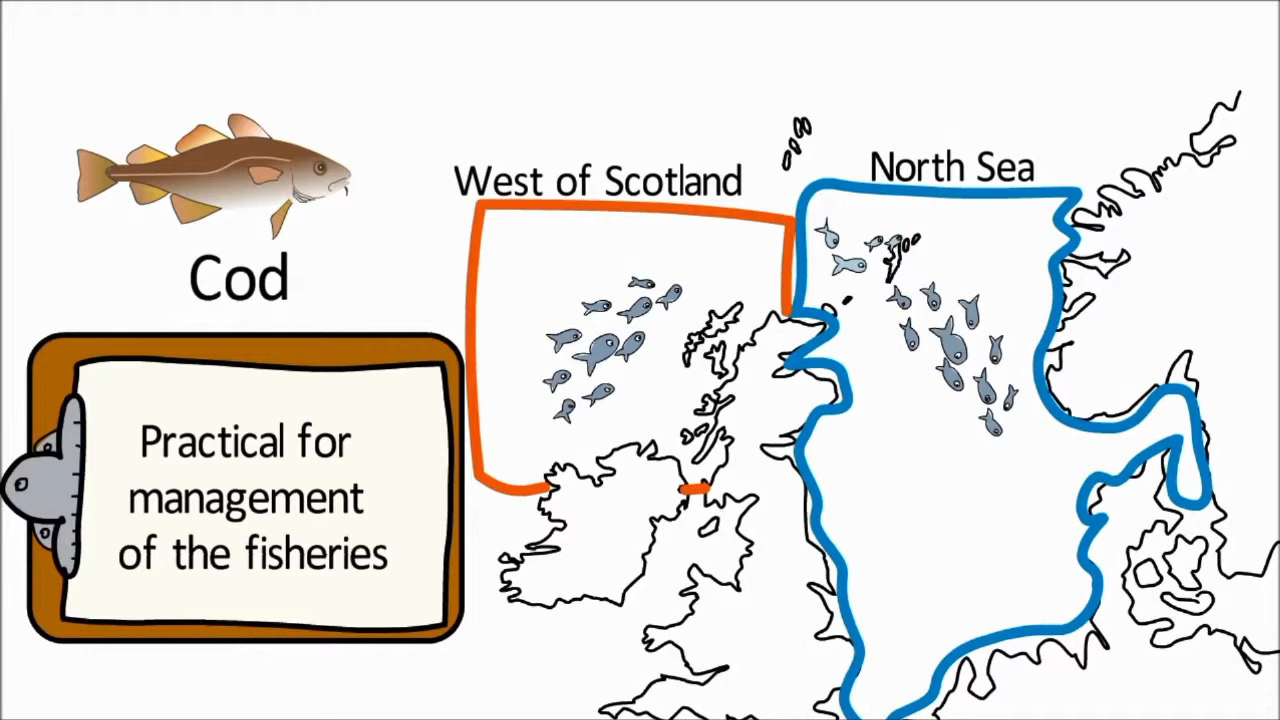 West of Scotland
North Sea
Cod
Practical for
management
of the fisheries